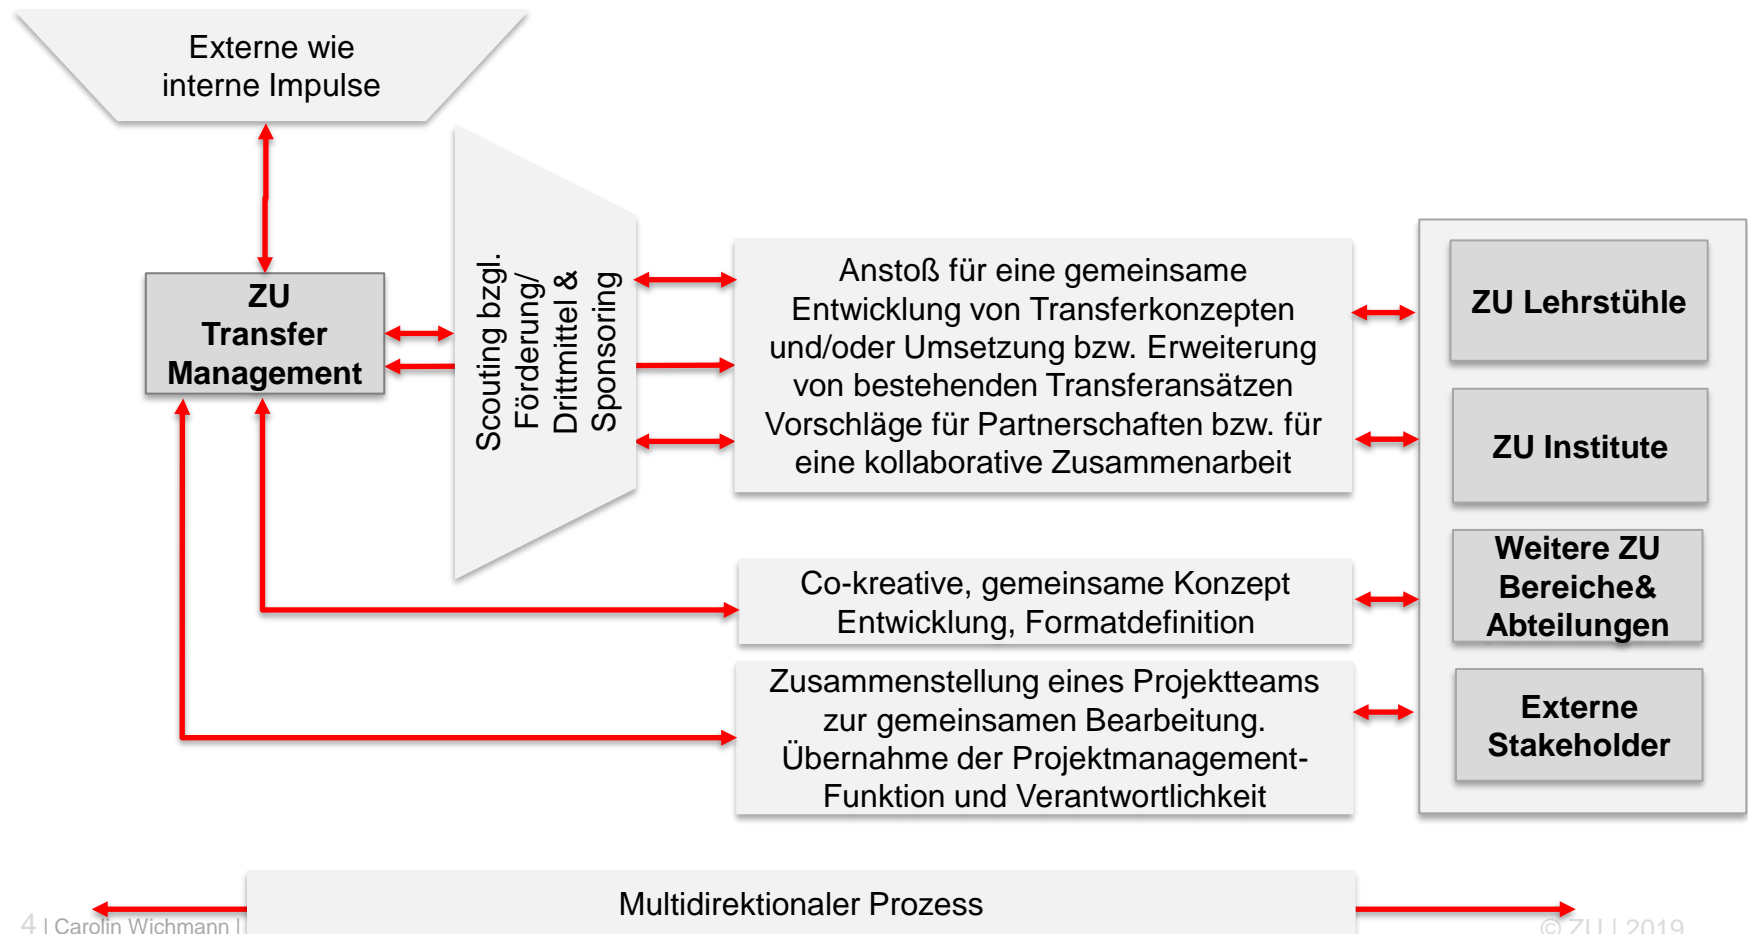 Externe wie
interne Impulse
ZU
Transfer
Management
Scouting bzgl.
Förderung/
Drittmittel &
Sponsoring
Anstoß für eine gemeinsame
Entwicklung von Transferkonzepten
und/oder Umsetzung bzw. Erweiterung
von bestehenden Transferansätzen
Vorschläge für Partnerschaften bzw. für
eine kollaborative Zusammenarbeit
Co-kreative, gemeinsame Konzept
Entwicklung, Formatdefinition
Zusammenstellung eines Projektteams
zur gemeinsamen Bearbeitung.
Übernahme der Projektmanagement-
Funktion und Verantwortlichkeit
ZU Lehrstühle
ZU Institute
Weitere ZU
Bereiche&
Abteilungen
Externe
Stakeholder
Multidirektionaler Prozess
4 | Carolin Wichmann |
© ZU | 2019